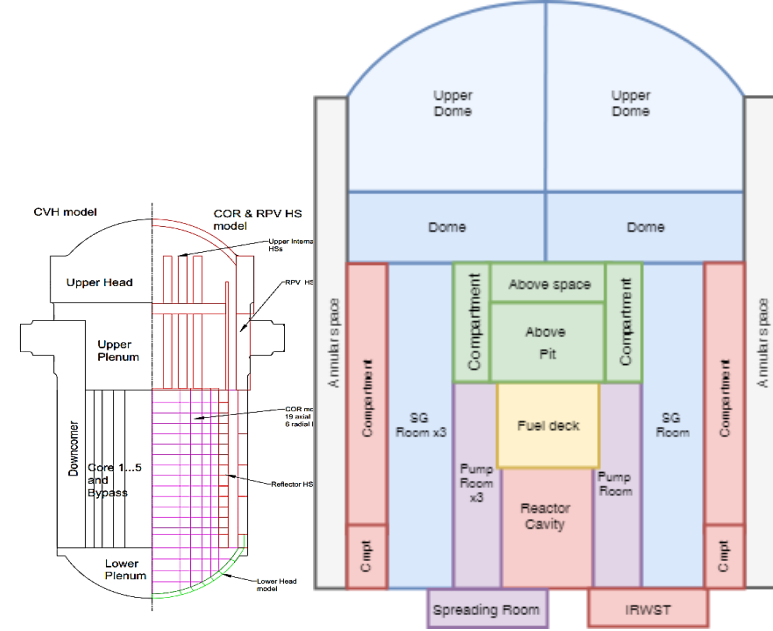 CVH model
COR & RPV HS
model
Upper Interna
HSs
Upper Head
RPV HS
Upper
Plenum
COR mo
19 axial
6 radial
Downcomer
Core 1...5
and
Bypass
Reflector HS
Lower
Plenum
Lower Head
model
Upper
Dome
Upper
Dome
Dome
Dome
Annular space
Compartment
Cmpt
SG
Room x3
Compartment
Above space
Above
Pit
Compartment
Fuel deck
Pump
Room
x3
Reactor
Cavity
Pump
Room
SG
Room
Compartment
Cmpt
Annular space
Spreading Room
IRWST